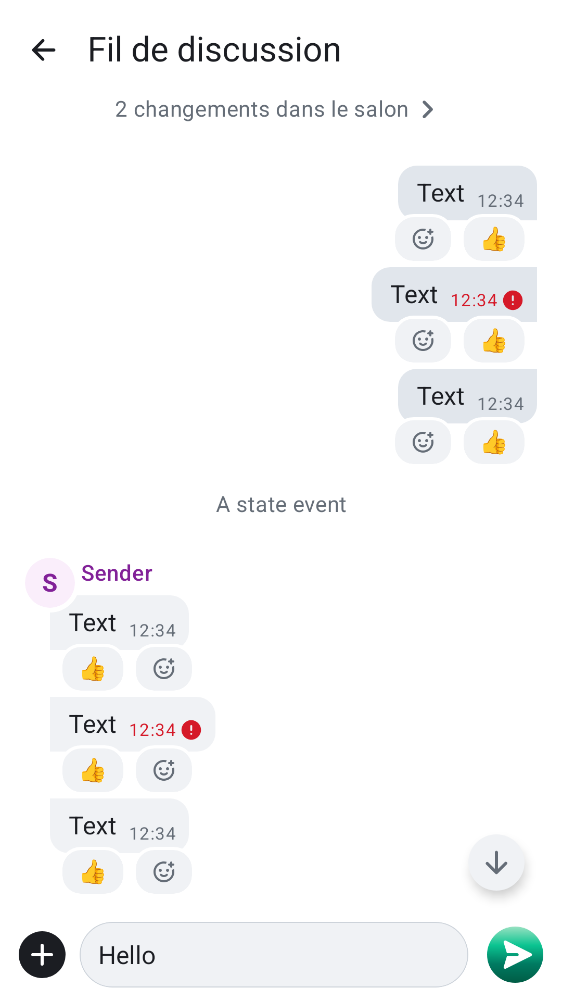 Fil de discussion
2 changements dans le salon
Text 12:34
👍
Text 12:34
👍
Text 12:34
👍
A state event
S Sender
Text 12:34
👍
Text 12:34
👍
Text 12:34
👍
Hello